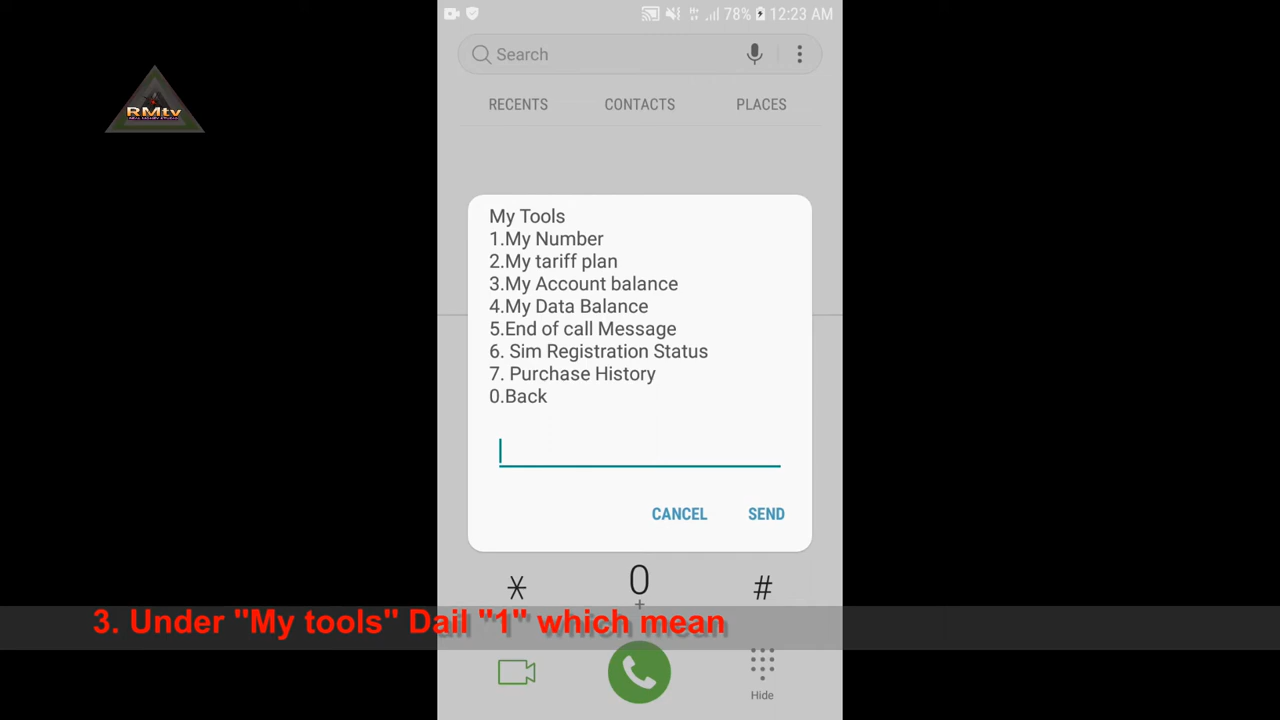 78% 12:23 AM
Search
RECENTS CONTACTS PLACES
RMtv
My Tools
1.My Number
2.My tariff plan
3.My Account balance
4.My Data Balance
5.End of call Message
6. Sim Registration Status
7. Purchase History
0.Back
CANCEL SEND
* 0 #
+
3. Under "My tools" Dail "1" which mean
Hide